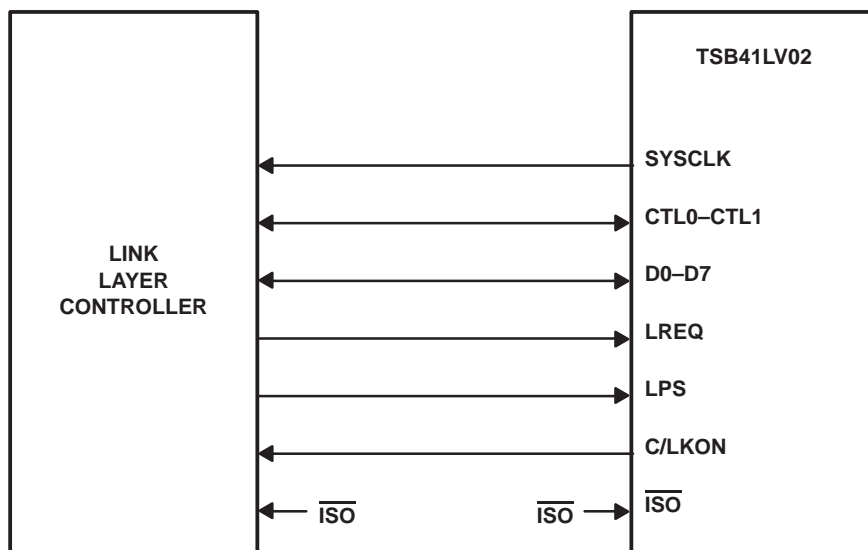 TSB41LV02
SYSCLK
CTL0–CTL1
LINK
LAYER
CONTROLLER
D0–D7
LREQ
LPS
C/LKON
ISO
ISO
ISO